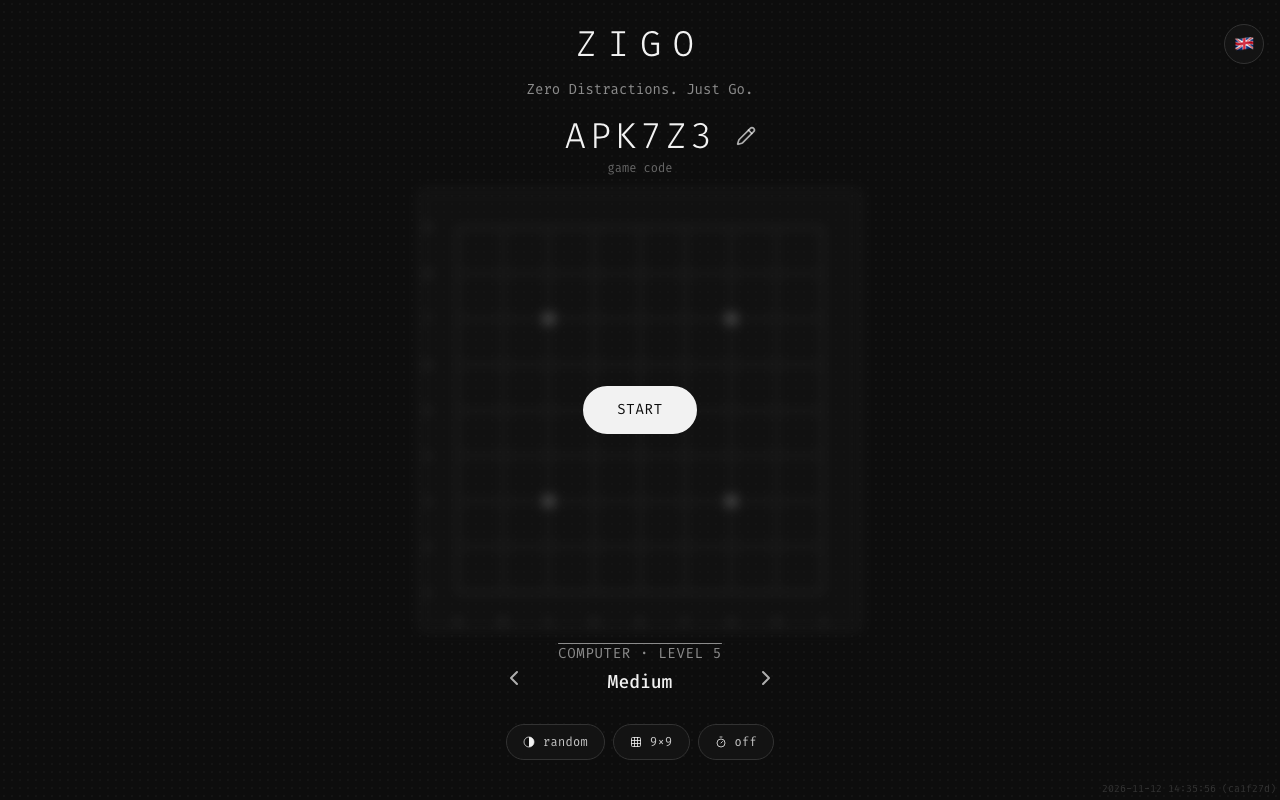 ZIGO
Zero Distractions. Just Go.
APK7Z3
game code
START
COMPUTER · LEVEL 5
Medium
random
9×9
off
2026-11-12 14:35:56 (ca1f27d)